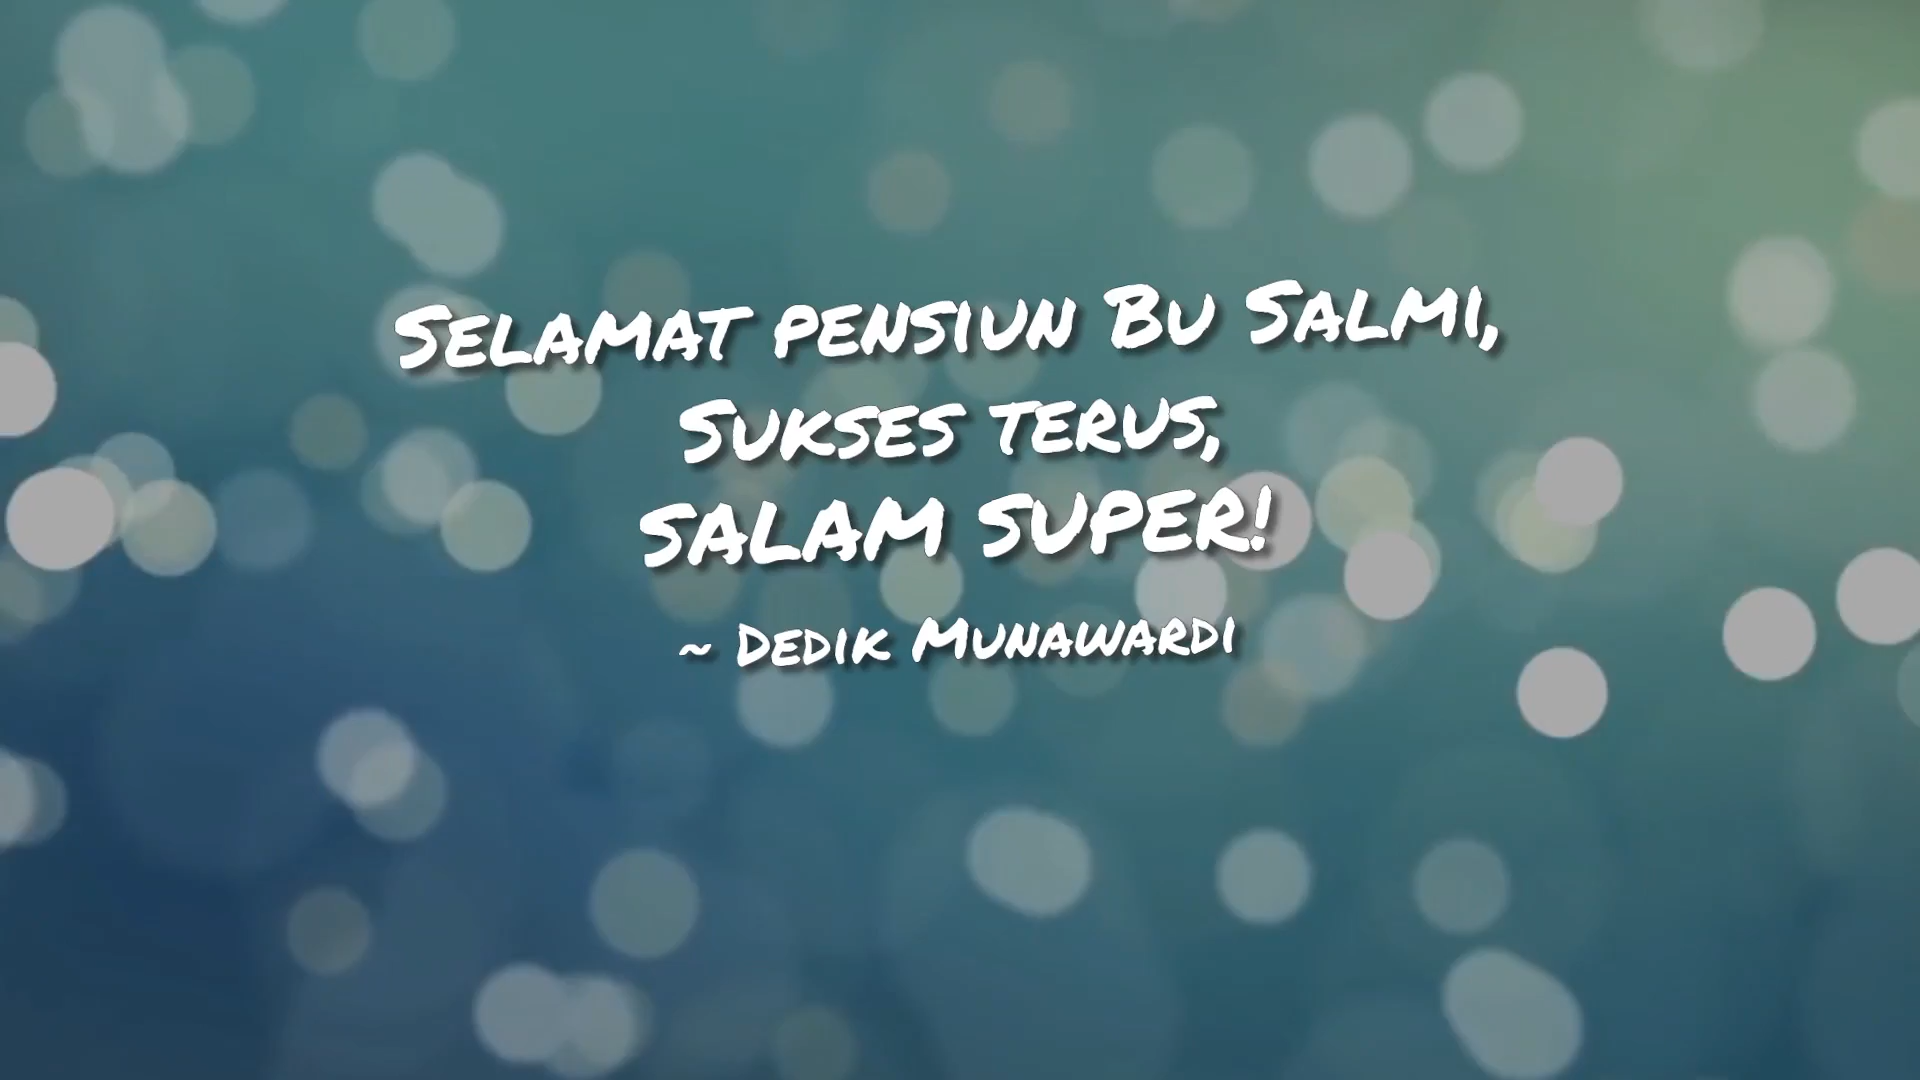 Selamat pensiun Bu Salmi,
Sukses terus,
SALAM SUPER!
~ Dedik Munawardi